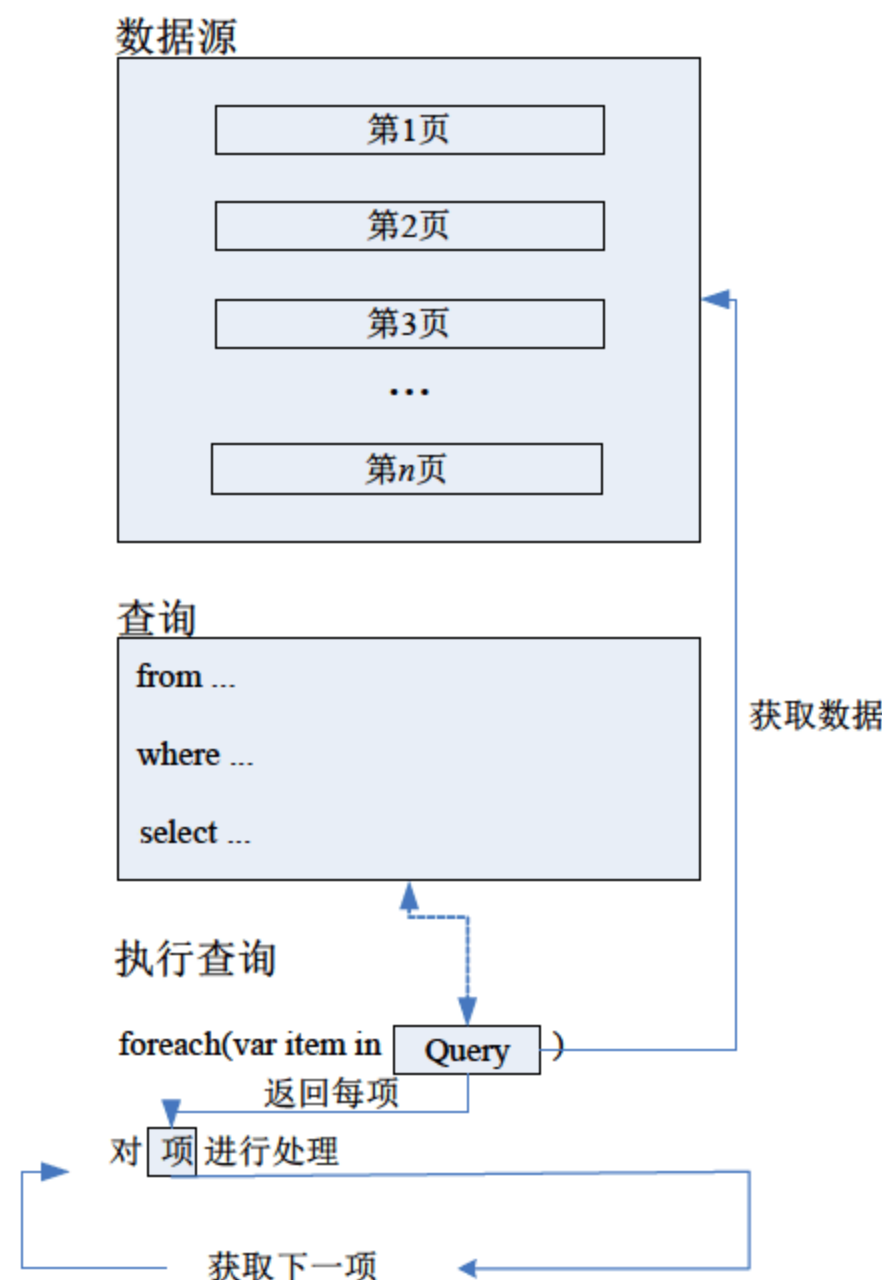 数据源
第1页
第2页
第3页
...
第n页
查询
from ...
where ...
select ...
获取数据
执行查询
foreach(var item in Query )
返回每项
对 项 进行处理
获取下一项